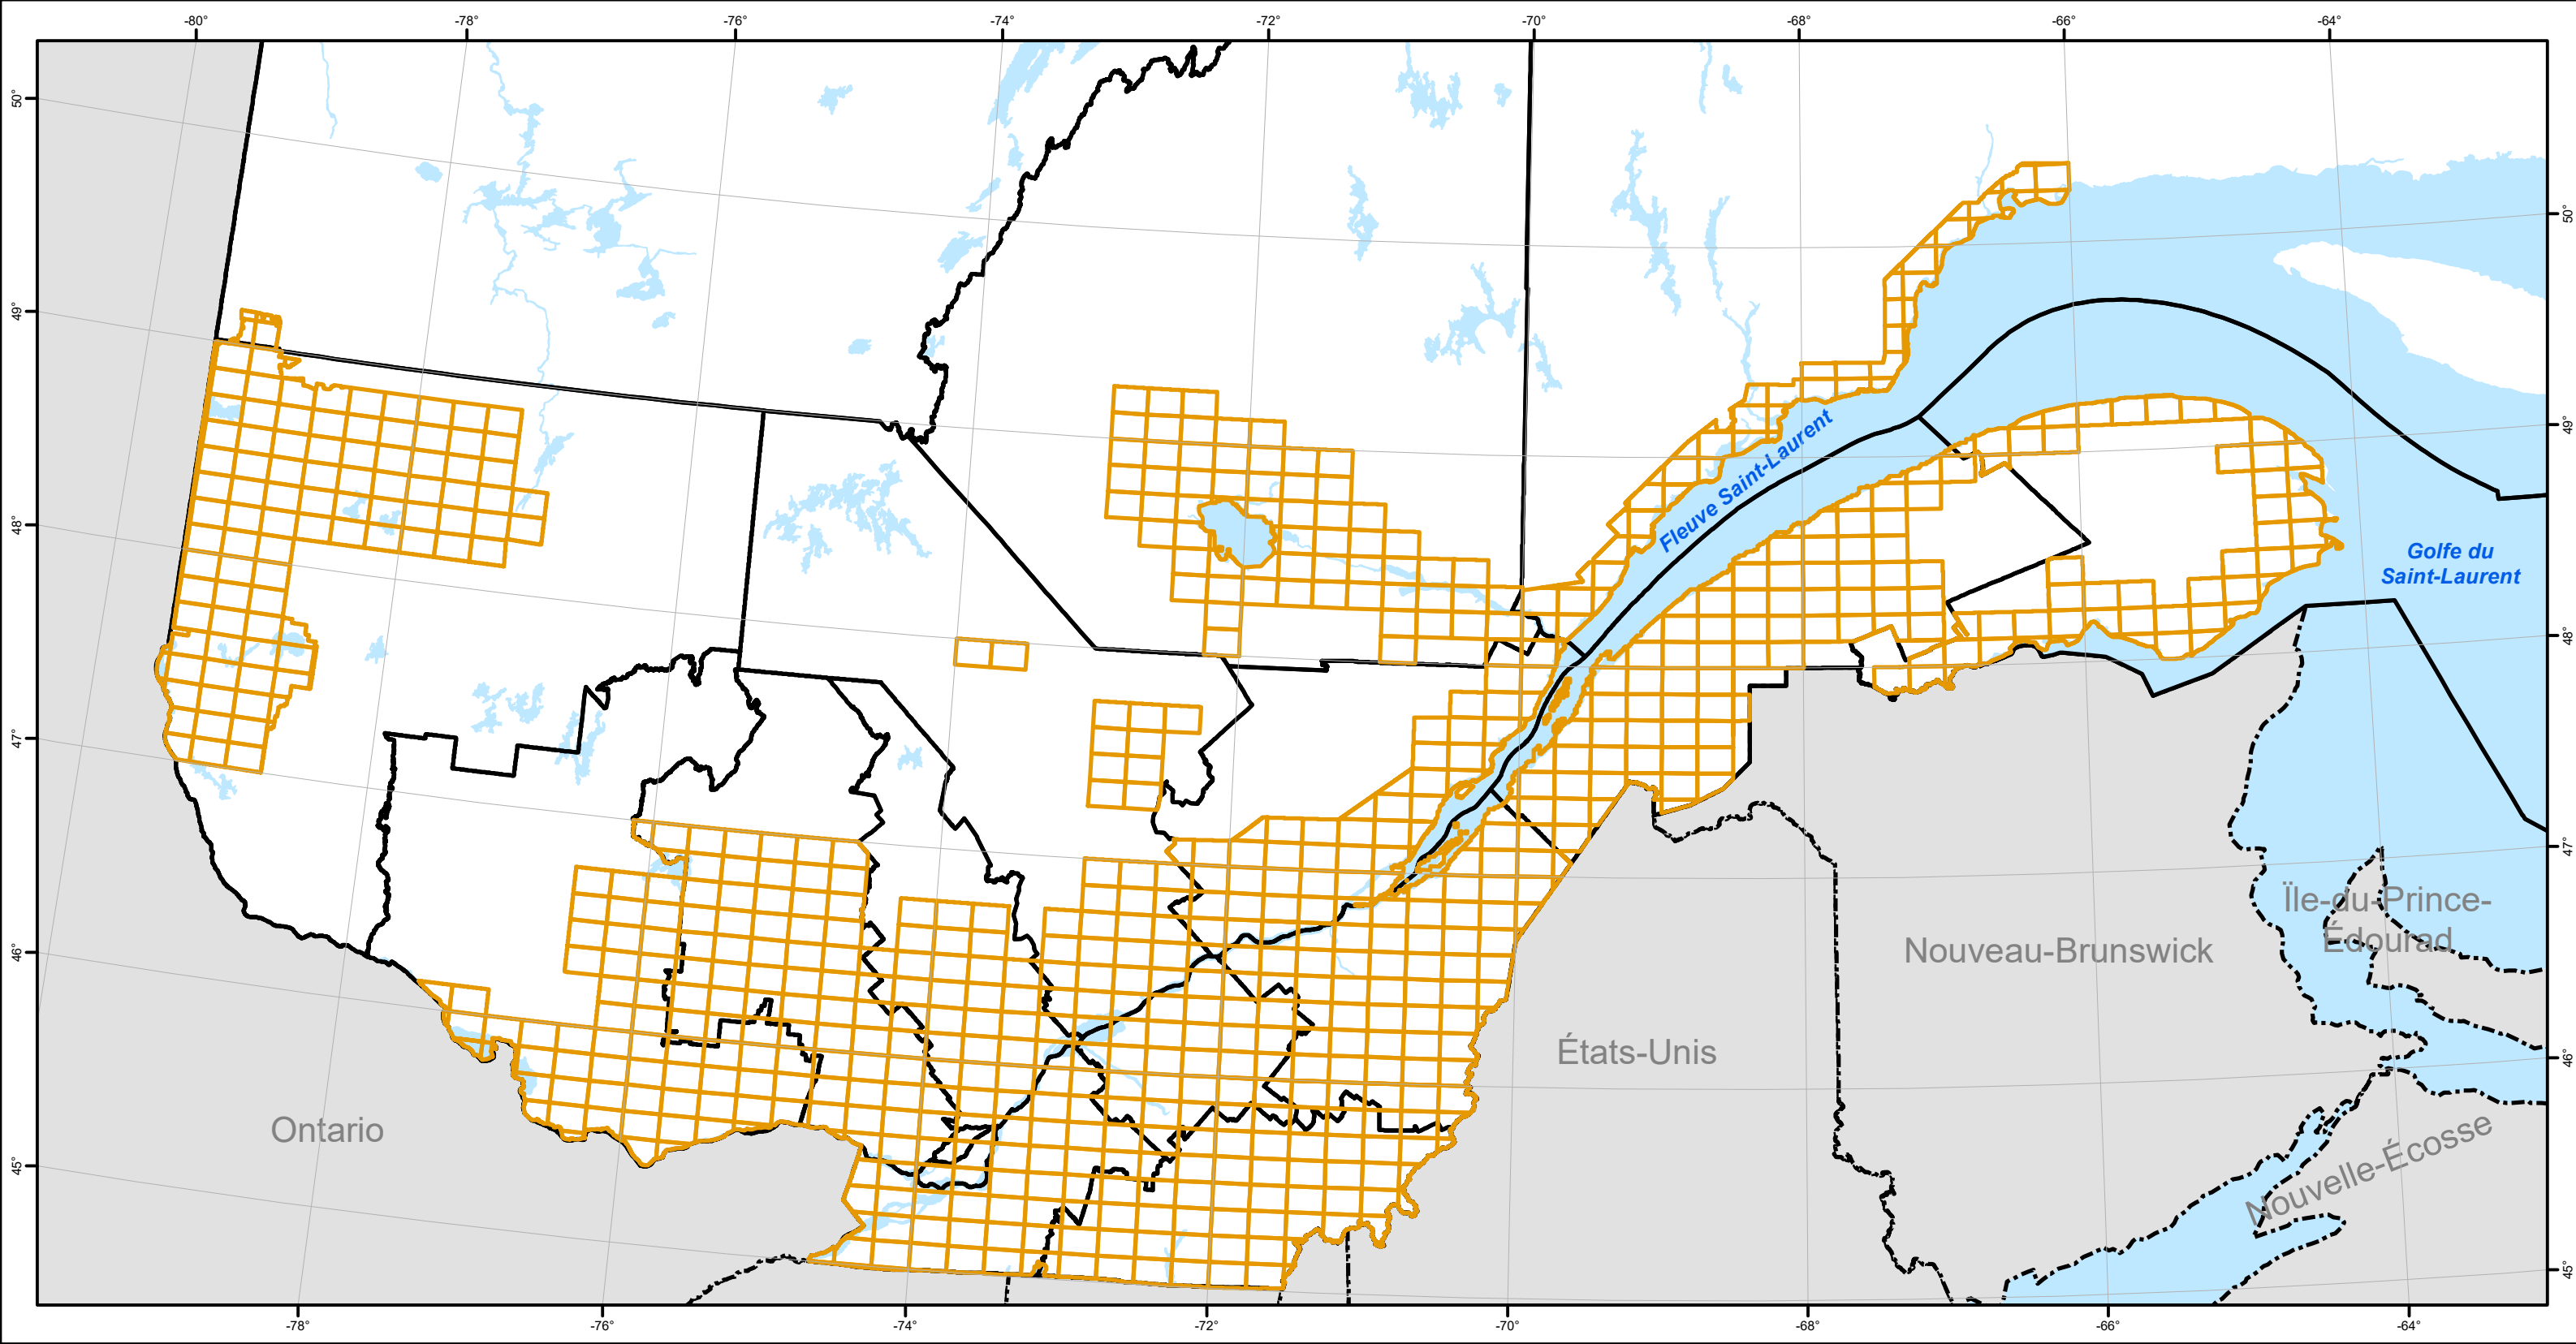 -80° -78° -76° -74° -72° -70° -68° -66° -64°
50°
50°
49°
49°
Fleuve Saint-Laurent
48°
Golfe du
Saint-Laurent
48°
47°
47°
Île-du-Prince-
Édourad
Nouveau-Brunswick
46°
États-Unis
46°
Ontario
Nouvelle-Écosse
45°
45°
-78° -76° -74° -72° -70° -68° -66° -64°